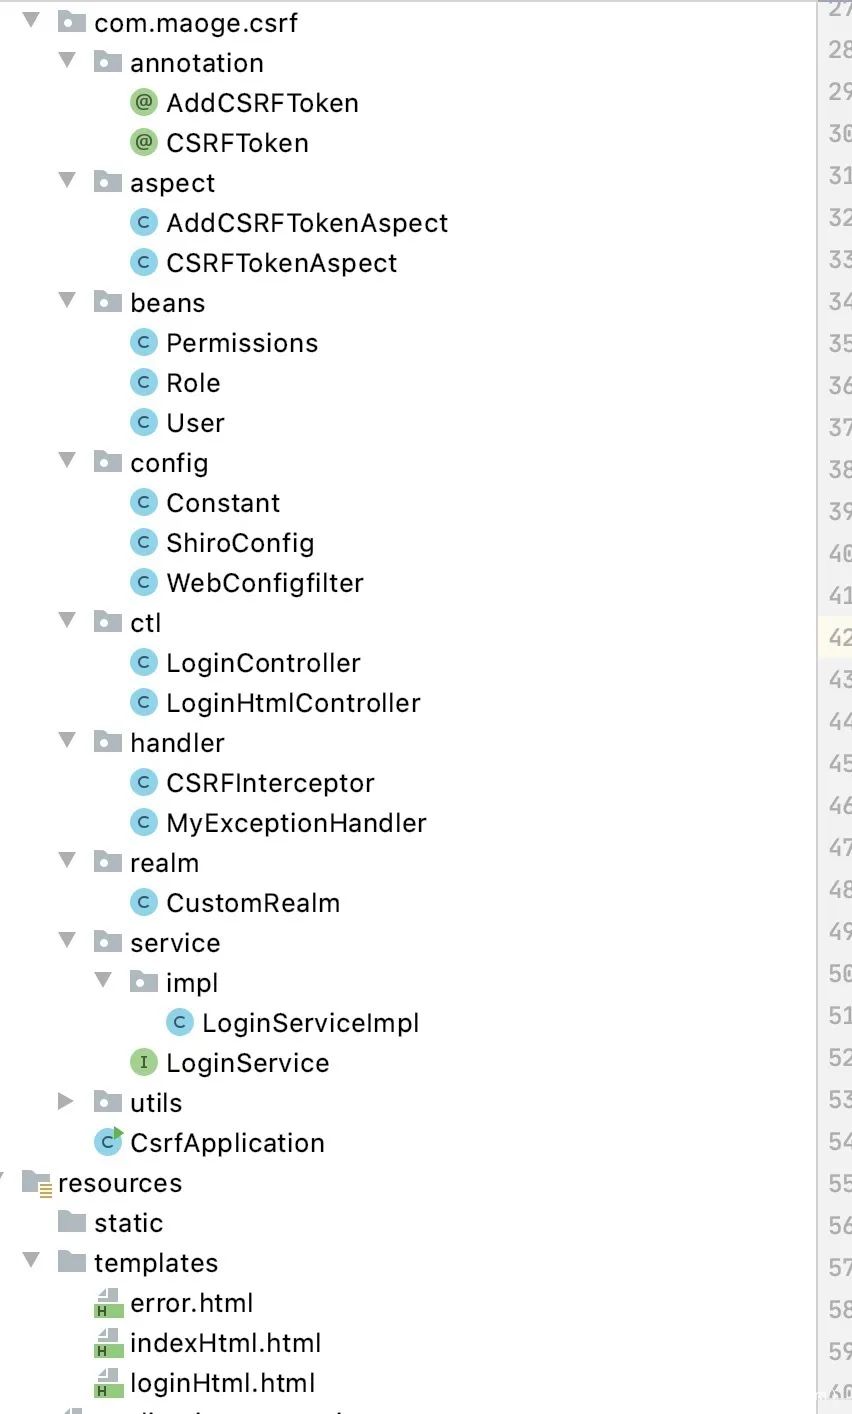 com.maoge.csrf
annotation
AddCSRFToken
CSRFToken
aspect
AddCSRFTokenAspect
CSRFTokenAspect
beans
Permissions
Role
User
config
Constant
ShiroConfig
WebConfigfilter
ctl
LoginController
LoginHtmlController
handler
CSRFInterceptor
MyExceptionHandler
realm
CustomRealm
service
impl
LoginServiceImpl
LoginService
utils
CsrfApplication
resources
static
templates
error.html
indexHtml.html
loginHtml.html
27
28
29
30
31
32
33
34
35
36
37
38
39
40
41
42
43
44
45
46
47
48
49
50
51
52
53
54
55
56
57
58
59
60